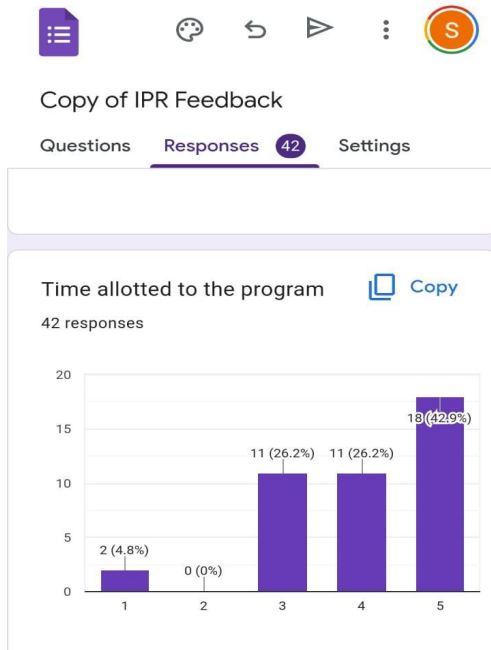 S
Copy of IPR Feedback
Questions Responses 42 Settings
Time allotted to the program Copy
42 responses
20
15
10
5
0
2 (4.8%)
0 (0%)
11 (26.2%)
11 (26.2%)
18 (42.9%)
1 2 3 4 5